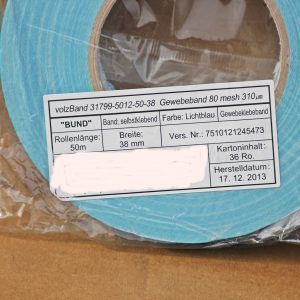 volzBand 31799-5012-50-38 Gewebeband 80 mesh 310µm
"BUND" Band: selbstklebend Farbe: Lichtblau Gewebeklebeband
Rollenlänge: 50m Breite: 38 mm Vers. Nr.: 7510121245473
Kartoninhalt: 36 Ro.
Herstelldatum: 17. 12. 2013